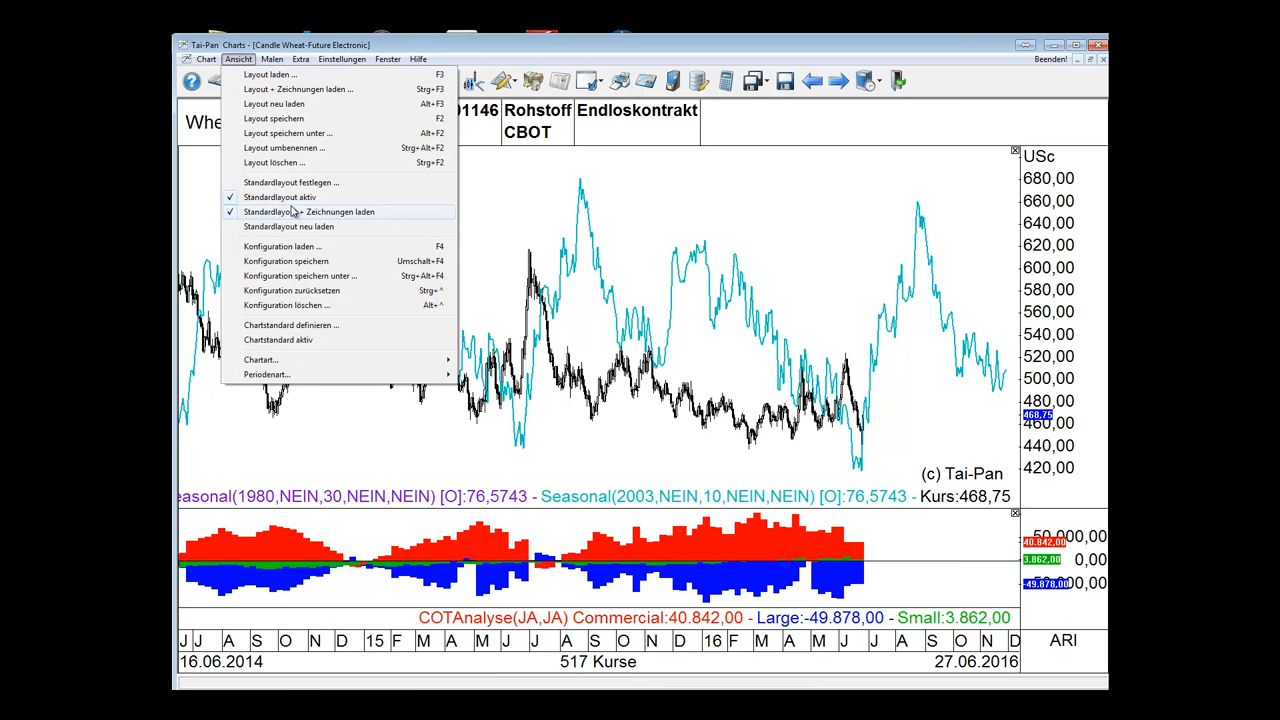 Tai-Pan Charts - [Candle Wheat-Future Electronic]
Chart Ansicht Malen Extra Einstellungen Fenster Hilfe Beenden!
Layout laden ... F3
Layout + Zeichnungen laden ... Strg+F3
Layout neu laden Alt+F3
Layout speichern F2
Layout speichern unter ... Alt+F2
Layout umbenennen ... Strg+Alt+F2
Layout löschen ... Strg+F2
Standardlayout festlegen ...
Standardlayout aktiv
+ Zeichnungen laden
Standardlayout neu laden
Konfiguration laden ... F4
Konfiguration speichern Umschalt+F4
Konfiguration speichern unter ... Strg+Alt+F4
Konfiguration zurücksetzen Strg+^
Konfiguration löschen ... Alt+^
Chartstandard definieren ...
Chartstandard aktiv
Chartart...
Periodenart...
Whe
01146 Rohstoff Endloskontrakt
CBOT
USc
680,00
660,00
640,00
620,00
600,00
580,00
560,00
540,00
520,00
500,00
480,00
468,75
460,00
440,00
420,00
(c) Tai-Pan
easonal(1980,NEIN,30,NEIN,NEIN) [O]:76,5743 - Seasonal(2003,NEIN,10,NEIN,NEIN) [O]:76,5743 - Kurs:468,75
50.000,00
40.842,00
3.862,00 0,00
-49.878,00
COTAnalyse(JA,JA) Commercial:40.842,00 - Large:-49.878,00 - Small:3.862,00
J J A S O N D 15 F M A M J J A S O N D 16 F M A M J J A S O N D ARI
16.06.2014 517 Kurse 27.06.2016